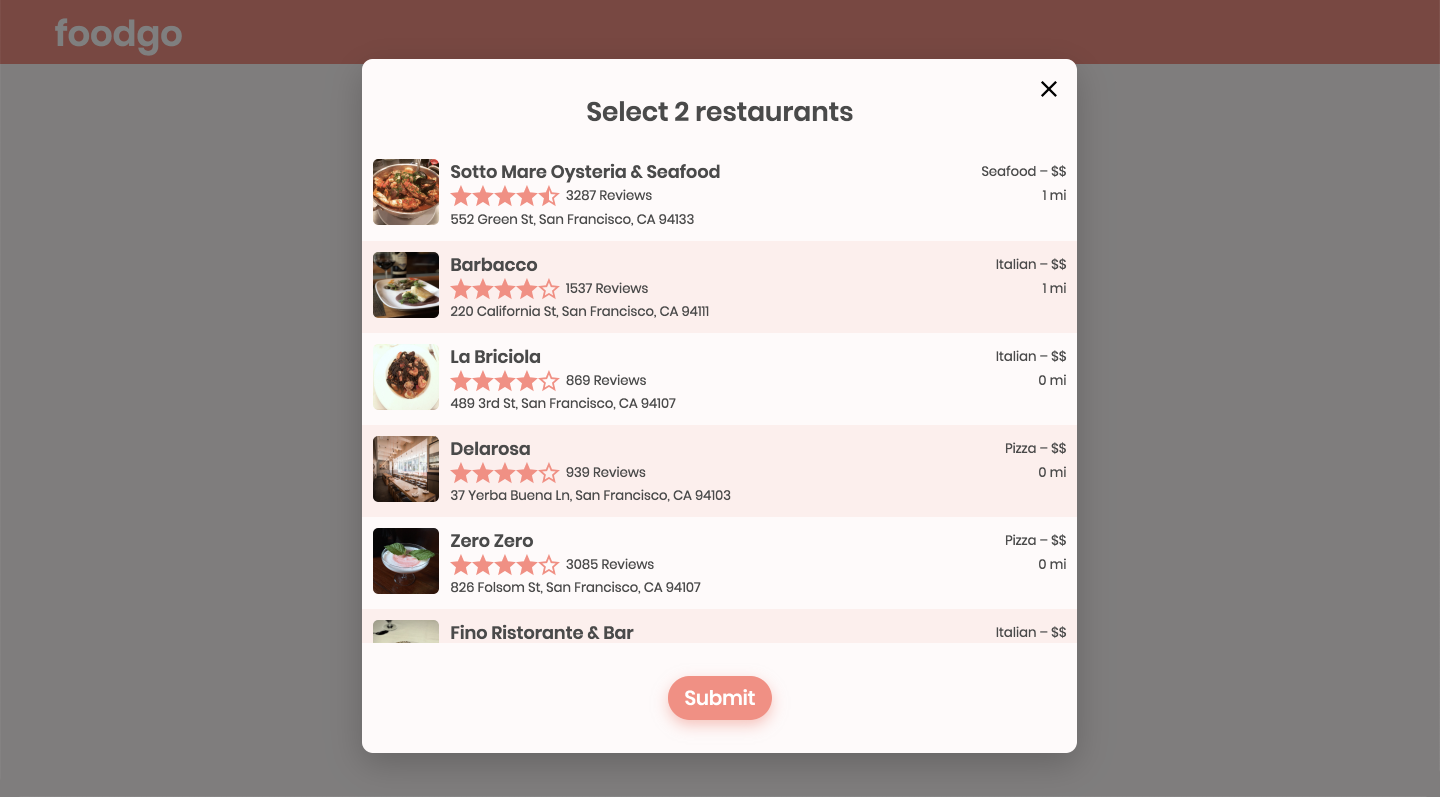 foodgo
Select 2 restaurants
Sotto Mare Oysteria & Seafood
Seafood – $$
3287 Reviews
1 mi
552 Green St, San Francisco, CA 94133
Barbacco
Italian – $$
1537 Reviews
1 mi
220 California St, San Francisco, CA 94111
La Briciola
Italian – $$
869 Reviews
0 mi
489 3rd St, San Francisco, CA 94107
Delarosa
Pizza – $$
939 Reviews
0 mi
37 Yerba Buena Ln, San Francisco, CA 94103
Zero Zero
Pizza – $$
3085 Reviews
0 mi
826 Folsom St, San Francisco, CA 94107
Fino Ristorante & Bar
Italian – $$
Submit